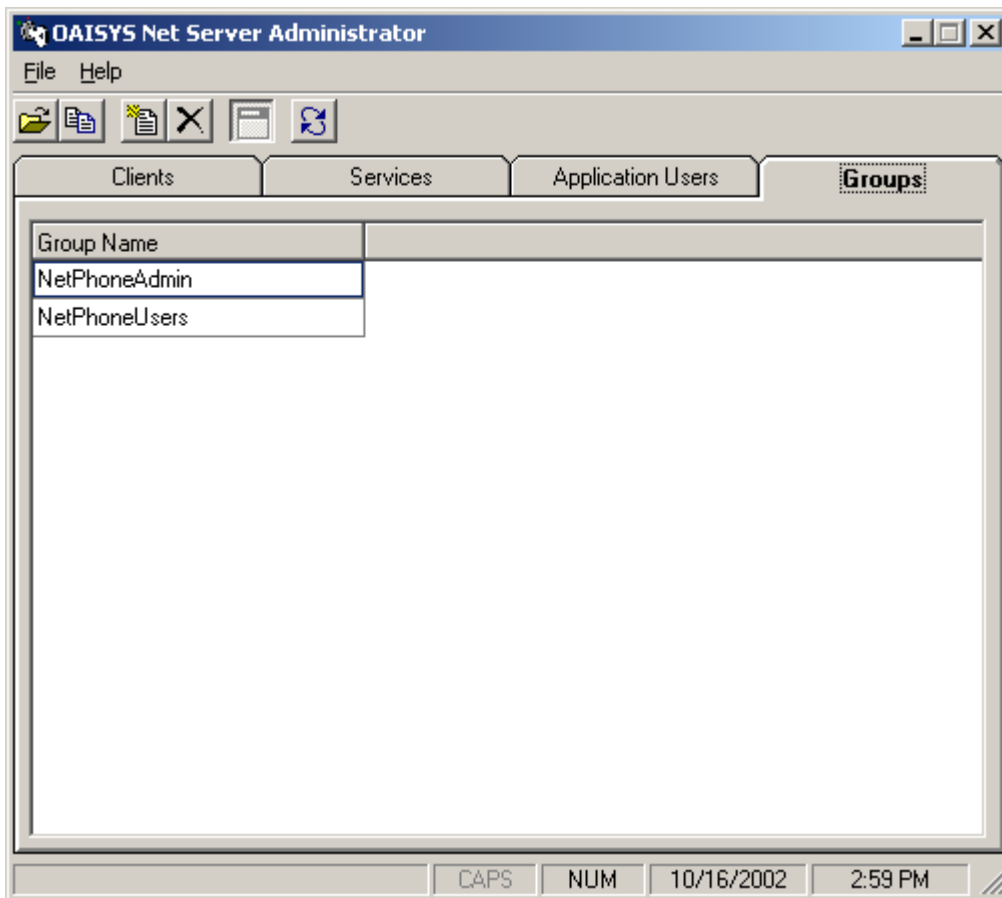 OAISYS Net Server Administrator
File Help
Clients Services Application Users Groups
Group Name
NetPhoneAdmin
NetPhoneUsers
CAPS NUM 10/16/2002 2:59 PM